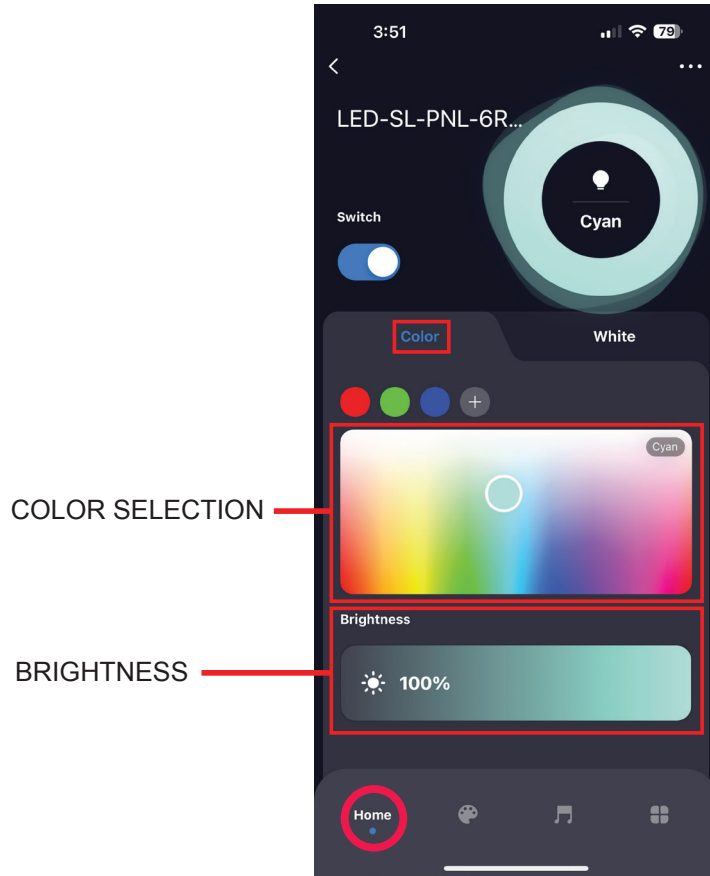 3:51
79
LED-SL-PNL-6R...
Cyan
Switch
Color
White
Cyan
COLOR SELECTION
Brightness
BRIGHTNESS
100%
Home